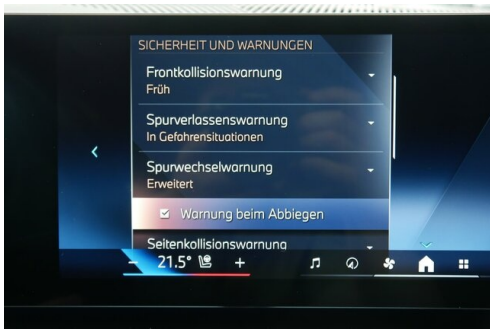 SICHERHEIT UND WARNUNGEN
Frontkollisionswarnung
Früh
Spurverlassenswarnung
In Gefahrensituationen
Spurwechselwarnung
Erweitert
Warnung beim Abbiegen
Seitenkollisionswarnung
- 21.5° +